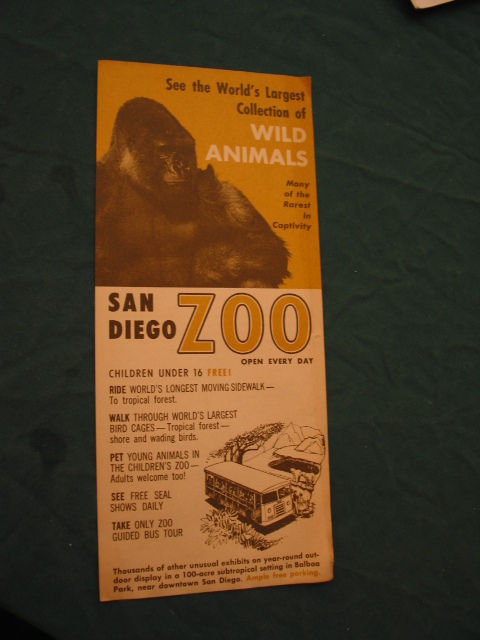 See the World's Largest
Collection of
WILD
ANIMALS
Many
of the
Rarest
in
Captivity
SAN
DIEGO
ZOO
OPEN EVERY DAY
CHILDREN UNDER 16 FREE!
RIDE WORLD'S LONGEST MOVING SIDEWALK—
To tropical forest.
WALK THROUGH WORLD'S LARGEST
BIRD CAGES—Tropical forest—
shore and wading birds.
PET YOUNG ANIMALS IN
THE CHILDREN'S ZOO—
Adults welcome too!
SEE FREE SEAL
SHOWS DAILY
TAKE ONLY ZOO
GUIDED BUS TOUR
Thousands of other unusual exhibits on year-round out-
door display in a 100-acre subtropical setting in Balboa
Park, near downtown San Diego. Ample free parking.